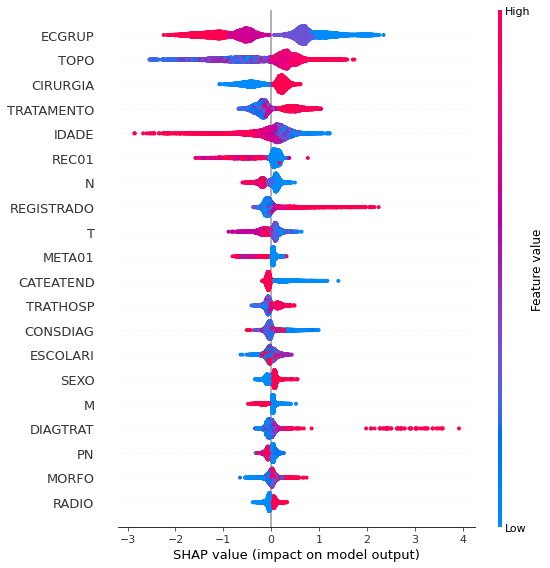 High
ECGRUP
TOPO
CIRURGIA
TRATAMENTO
IDADE
REC01
N
REGISTRADO
T
META01
CATEATEND
TRATHOSP
CONSDIAG
ESCOLARI
SEXO
M
DIAGTRAT
PN
MORFO
RADIO
Feature value
Low
−3 −2 −1 0 1 2 3 4
SHAP value (impact on model output)